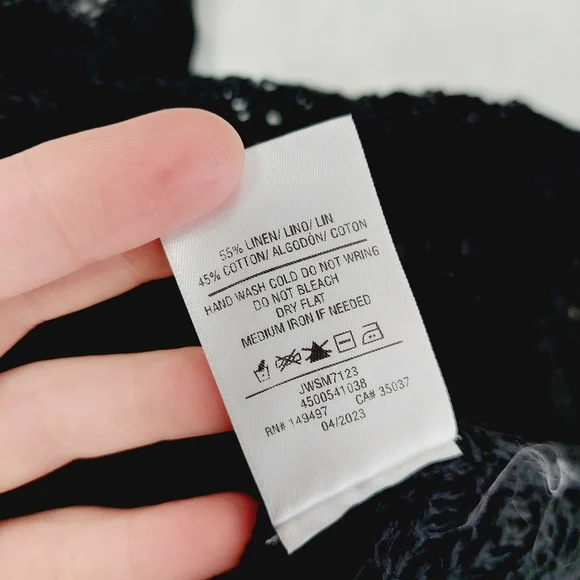 55% LINEN/ LINO/ LIN
45% COTTON/ ALGODÓN/ COTON
HAND WASH COLD DO NOT WRING
DO NOT BLEACH
DRY FLAT
MEDIUM IRON IF NEEDED
JWSM7123
4500541038
RN# 149497 CA# 35037
04/2023